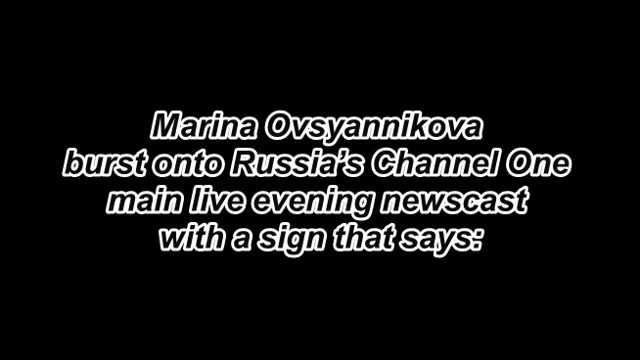 Marina Ovsyannikova
burst onto Russia's Channel One
main live evening newscast
with a sign that says: